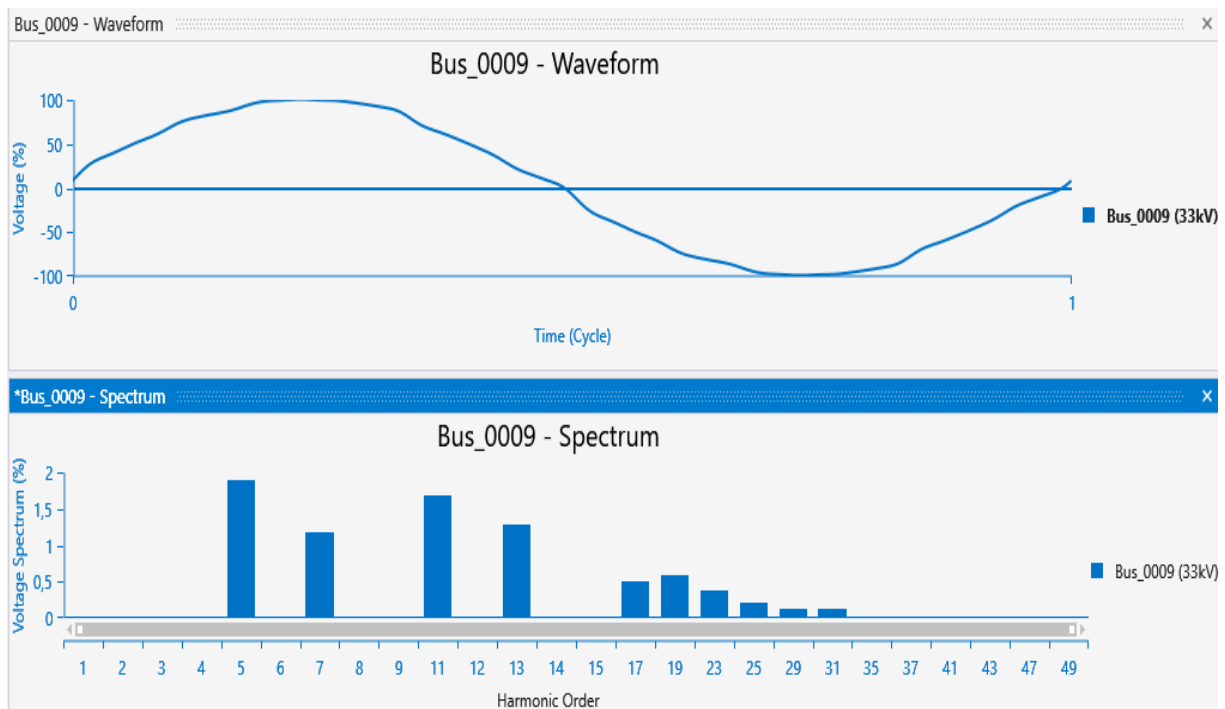 Bus_0009 - Waveform
Bus_0009 - Waveform
Voltage (%)
100
50
0
-50
-100
0
1
Time (Cycle)
Bus_0009 (33kV)
*Bus_0009 - Spectrum
Bus_0009 - Spectrum
Voltage Spectrum (%)
2
1,5
1
0,5
0
1 2 3 4 5 6 7 8 9 11 13 14 15 17 19 23 25 29 31 35 37 41 43 47 49
Harmonic Order
Bus_0009 (33kV)